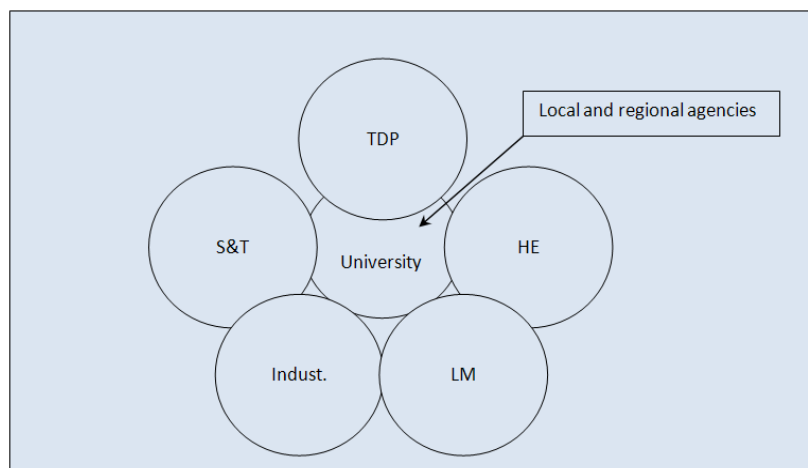 Local and regional agencies
TDP
S&T
University
HE
Indust.
LM